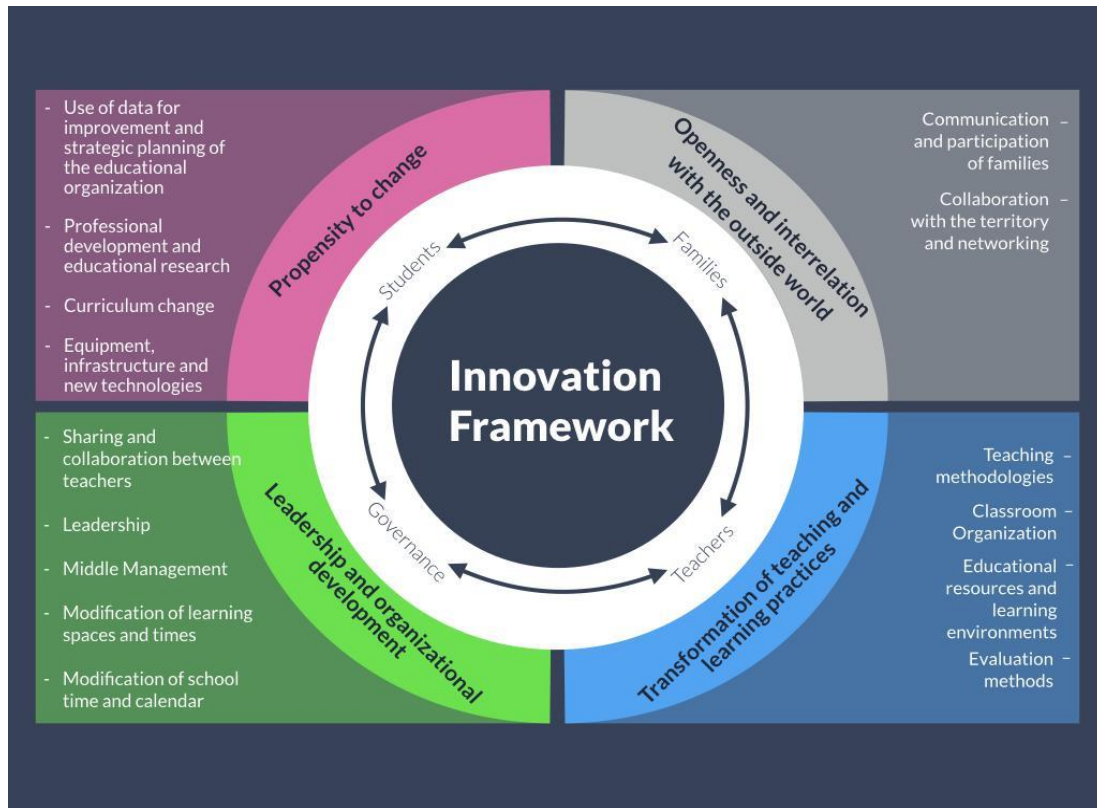 - Use of data for
improvement and
strategic planning of
the educational
organization
- Professional
development and
educational research
- Curriculum change
- Equipment,
infrastructure and
new technologies
Propensity to change
Openness and interrelation
with the outside world
Communication –
and participation
of families
Collaboration –
with the territory
and networking
Students
Families
Innovation
Framework
Governance
Teachers
- Sharing and
collaboration between
teachers
- Leadership
- Middle Management
- Modification of learning
spaces and times
- Modification of school
time and calendar
Leadership and organizational
development
Transformation of teaching and
learning practices
Teaching –
methodologies
Classroom –
Organization
Educational –
resources and
learning
environments
Evaluation –
methods